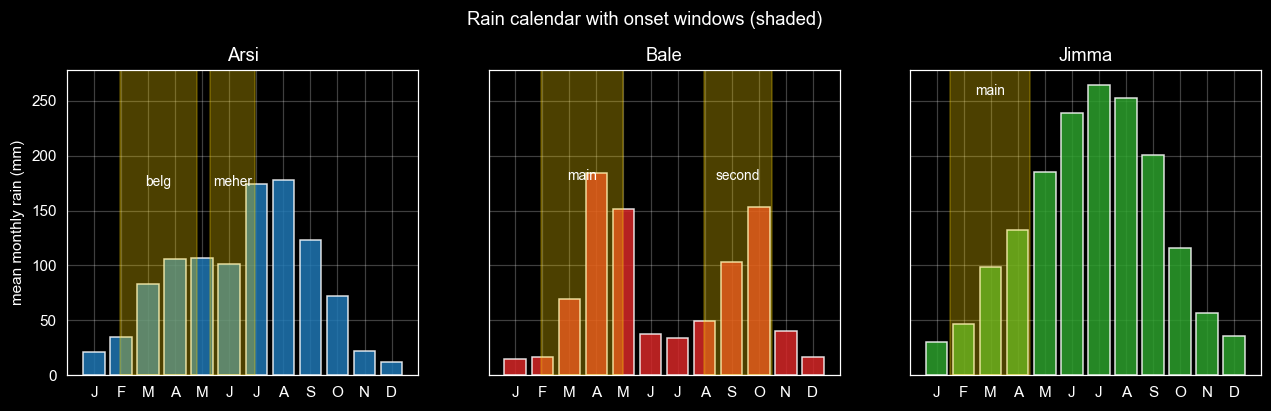 Rain calendar with onset windows (shaded)
Arsi
Bale
Jimma
mean monthly rain (mm)
250
200
150
100
50
0
belg
meher
J F M A M J J A S O N D
main
second
J F M A M J J A S O N D
main
J F M A M J J A S O N D